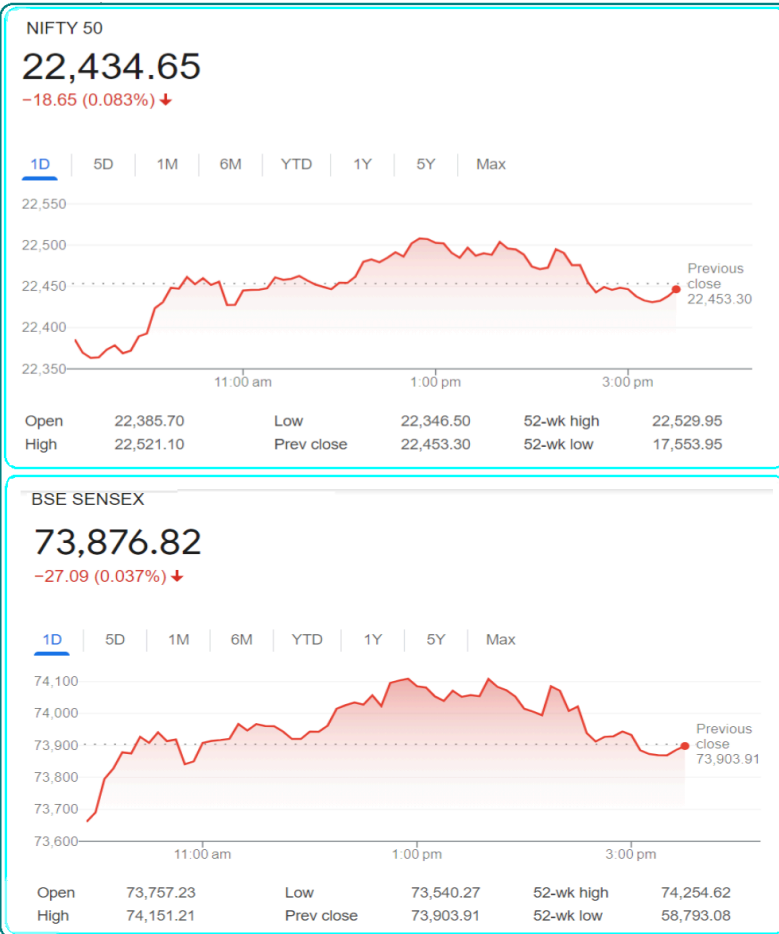 NIFTY 50
22,434.65
−18.65 (0.083%) ↓
1D 5D 1M 6M YTD 1Y 5Y Max
22,550
22,500
22,450
22,400
22,350
Previous
close
22,453.30
11:00 am 1:00 pm 3:00 pm
Open 22,385.70 Low 22,346.50 52-wk high 22,529.95
High 22,521.10 Prev close 22,453.30 52-wk low 17,553.95
BSE SENSEX
73,876.82
−27.09 (0.037%) ↓
1D 5D 1M 6M YTD 1Y 5Y Max
74,100
74,000
73,900
73,800
73,700
73,600
Previous
close
73,903.91
11:00 am 1:00 pm 3:00 pm
Open 73,757.23 Low 73,540.27 52-wk high 74,254.62
High 74,151.21 Prev close 73,903.91 52-wk low 58,793.08